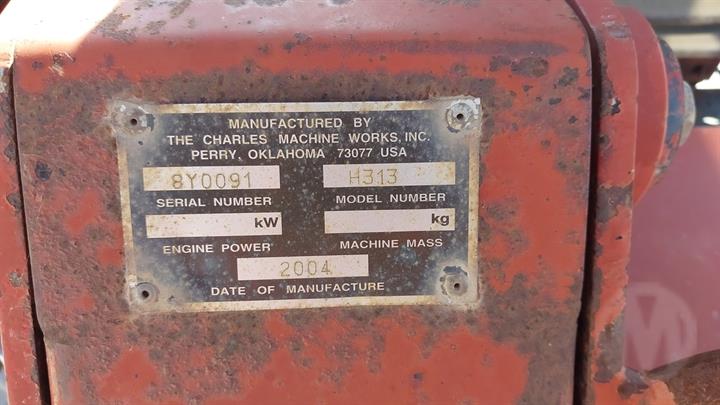 MANUFACTURED BY
THE CHARLES MACHINE WORKS, INC.
PERRY, OKLAHOMA 73077 USA
8Y0091 H313
SERIAL NUMBER MODEL NUMBER
kW kg
ENGINE POWER MACHINE MASS
2004
DATE OF MANUFACTURE
M